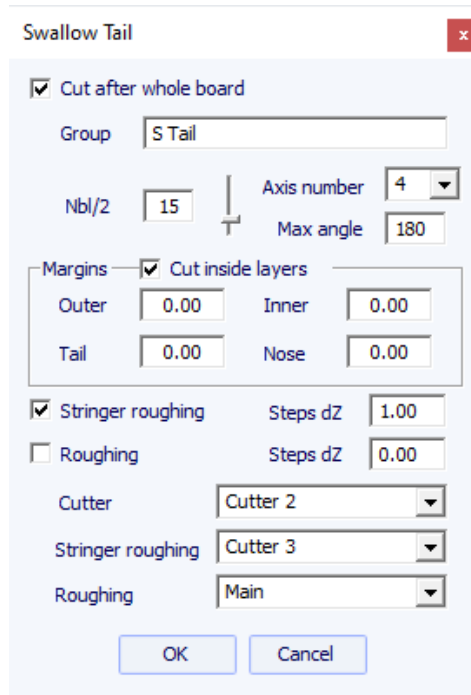 Swallow Tail x
Cut after whole board
Group S Tail
Nbl/2 15 Axis number 4
Max angle 180
Margins Cut inside layers
Outer 0.00 Inner 0.00
Tail 0.00 Nose 0.00
Stringer roughing Steps dZ 1.00
Roughing Steps dZ 0.00
Cutter Cutter 2
Stringer roughing Cutter 3
Roughing Main
OK Cancel